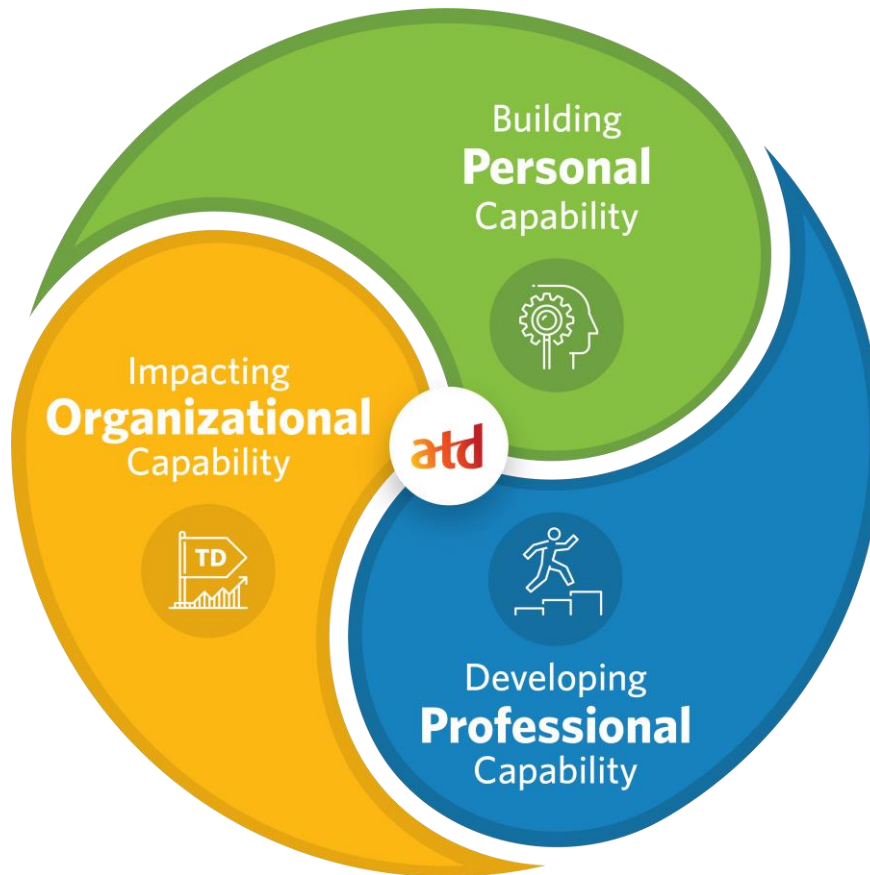 Building
Personal
Capability
Impacting
Organizational
Capability
TD
atd
Developing
Professional
Capability